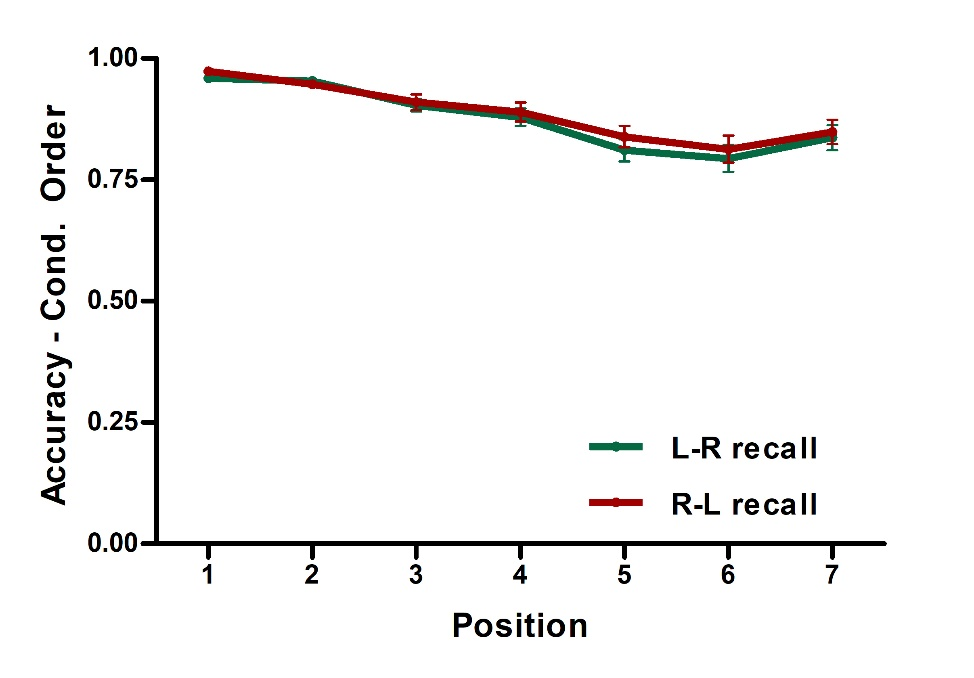 1.00
0.75
0.50
0.25
0.00
Accuracy - Cond. Order
L-R recall
R-L recall
1 2 3 4 5 6 7
Position